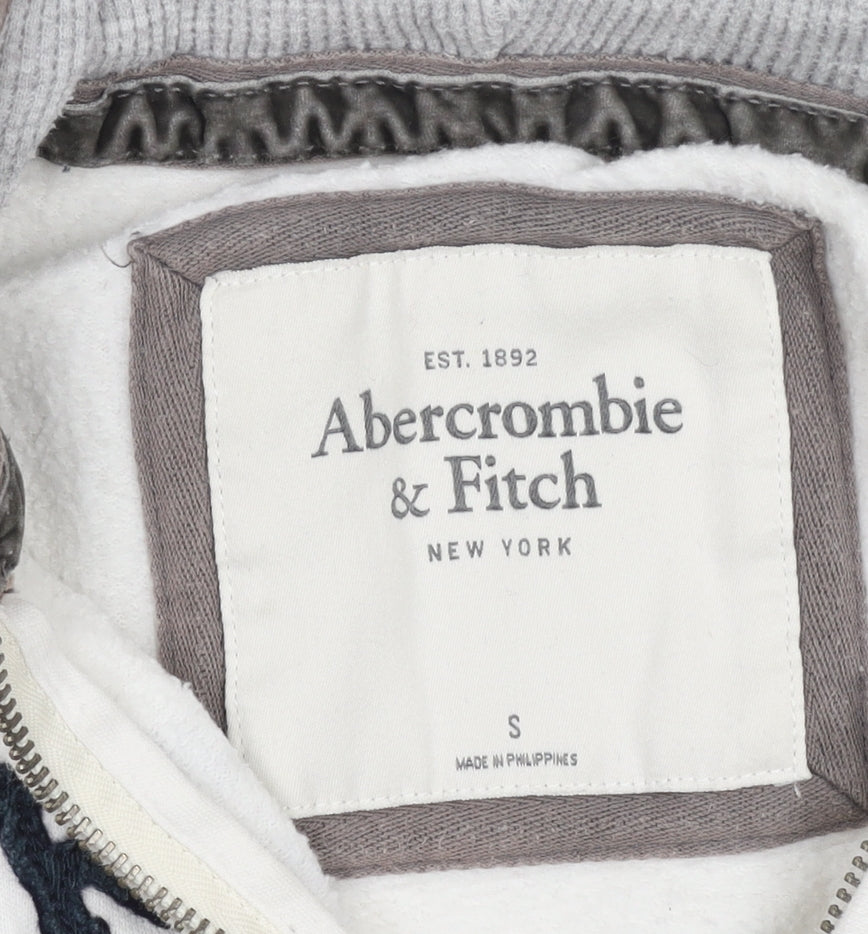 EST. 1892
Abercrombie
& Fitch
NEW YORK
S
MADE IN PHILIPPINES